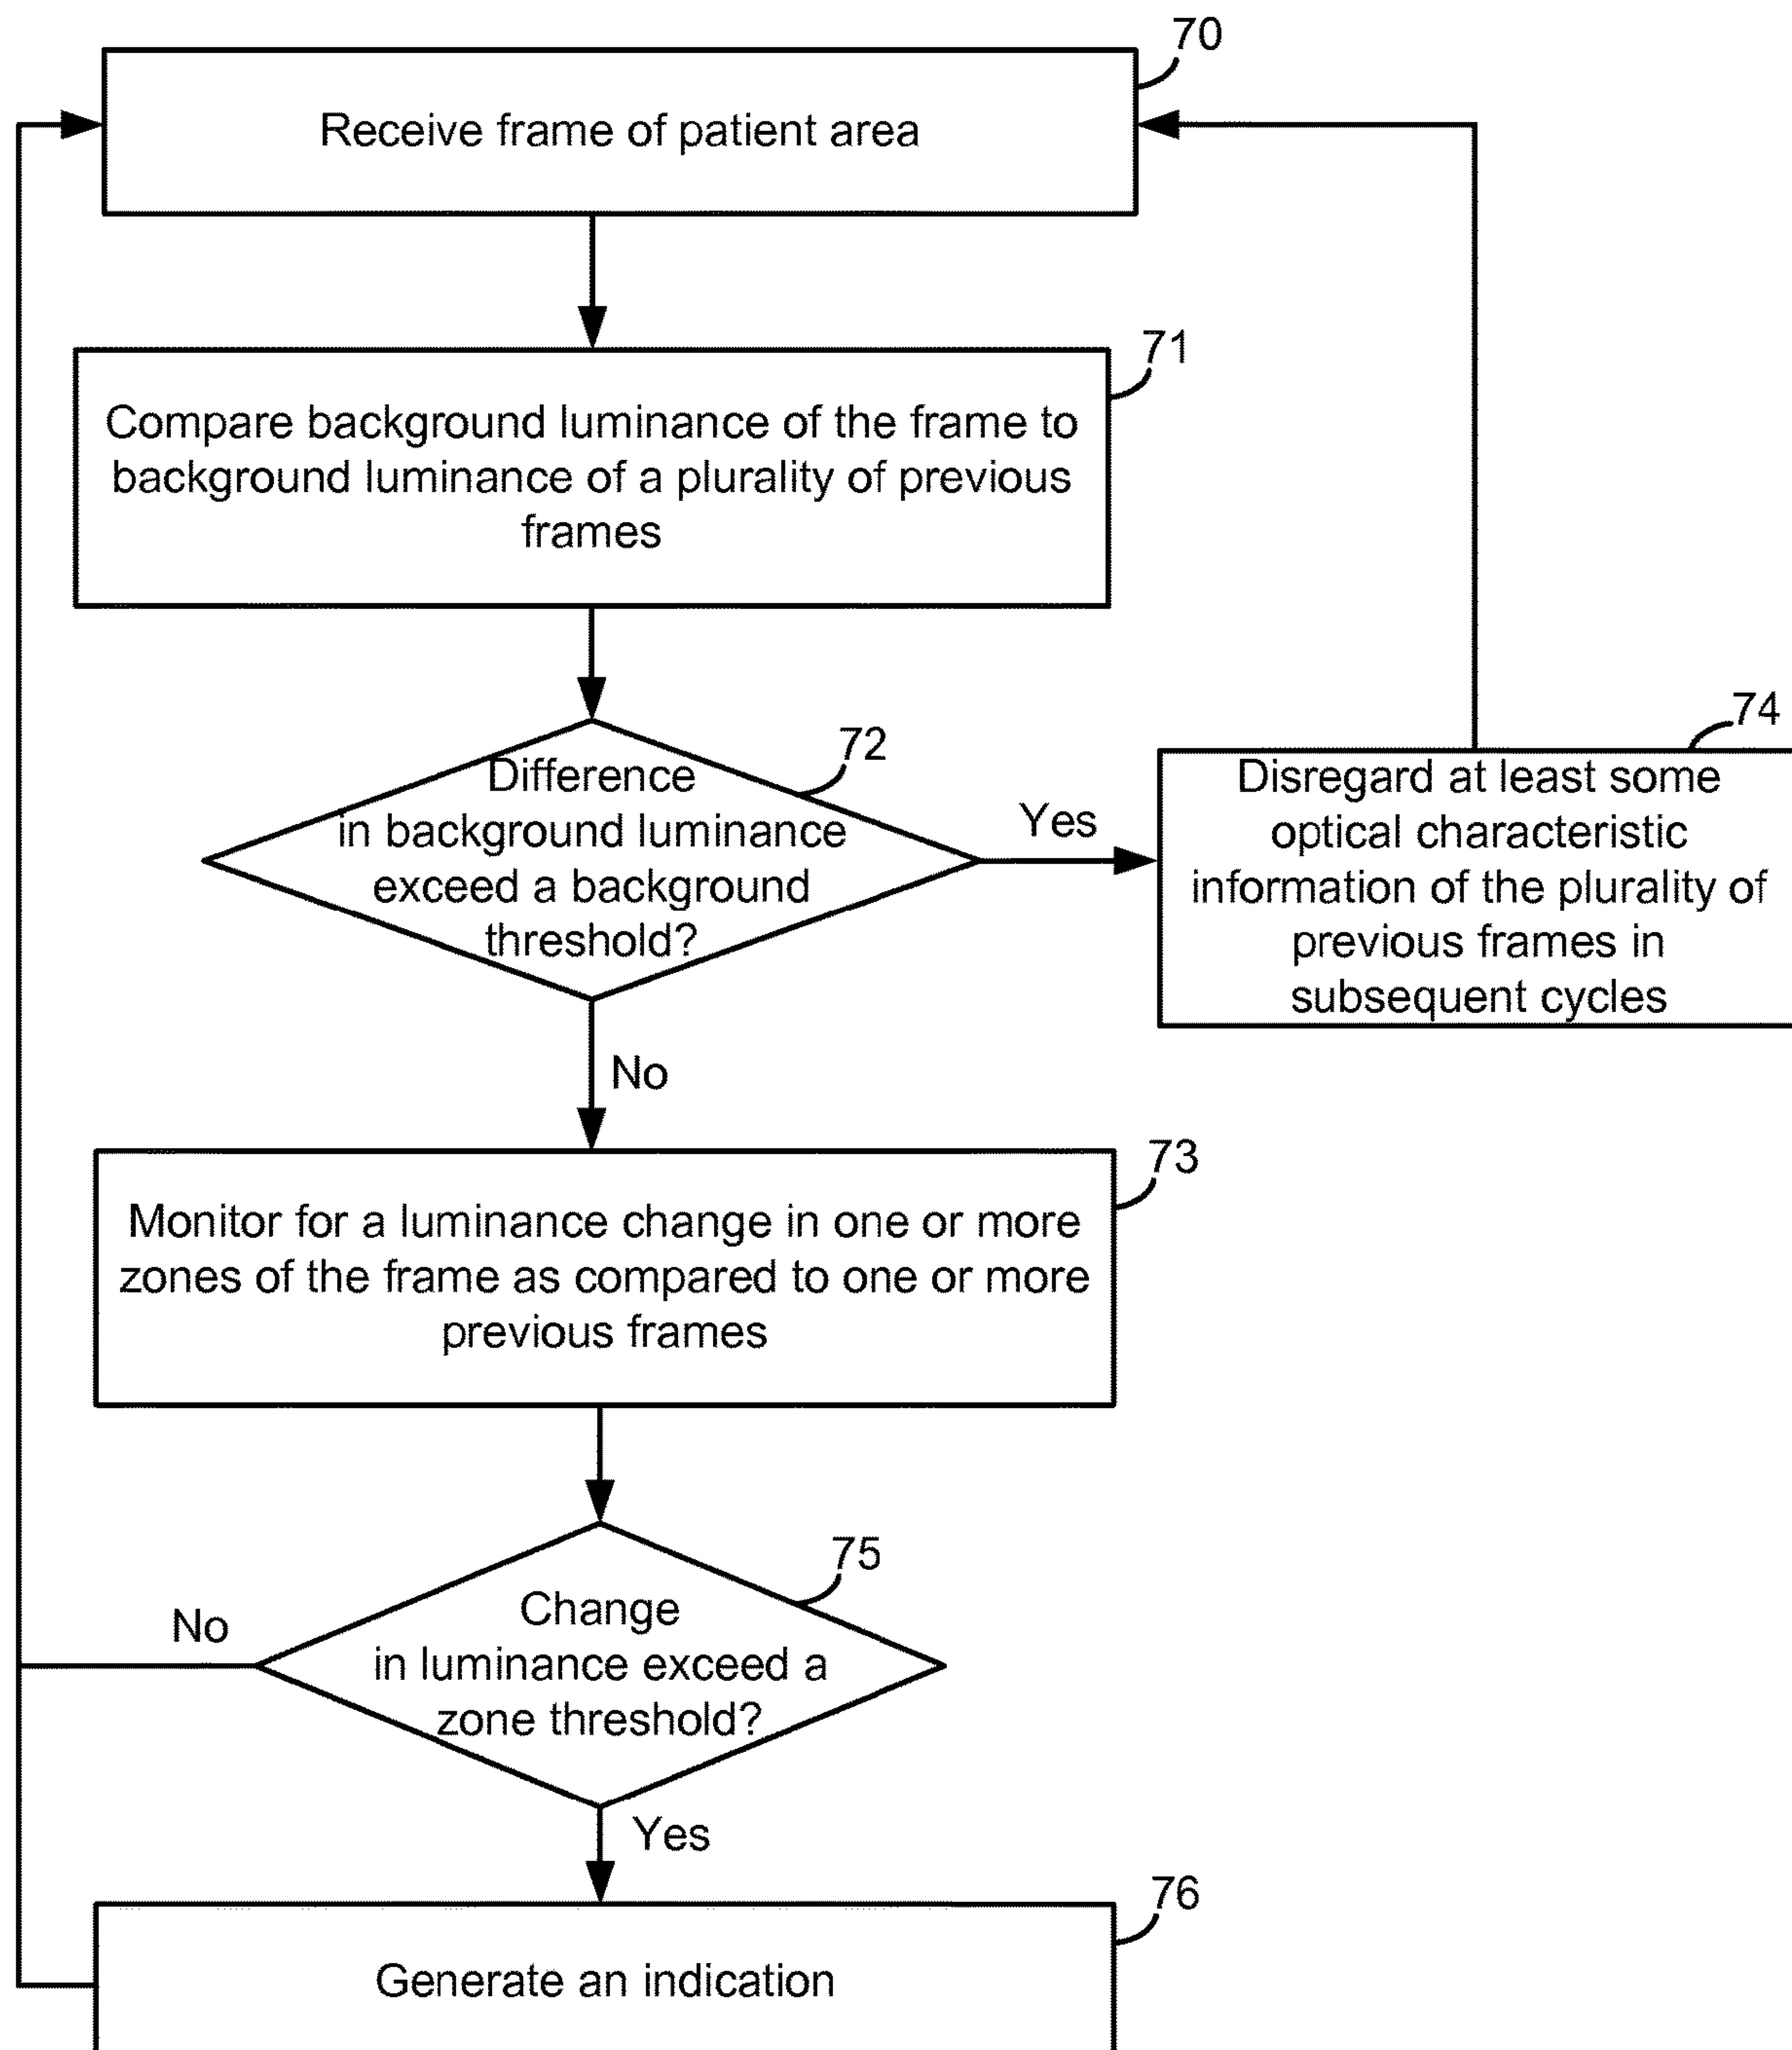 70
Receive frame of patient area
71
Compare background luminance of the frame to
background luminance of a plurality of previous
frames
72
Difference
in background luminance
exceed a background
threshold?
Yes
74
Disregard at least some
optical characteristic
information of the plurality of
previous frames in
subsequent cycles
No
73
Monitor for a luminance change in one or more
zones of the frame as compared to one or more
previous frames
75
Change
in luminance exceed a
zone threshold?
No
Yes
76
Generate an indication